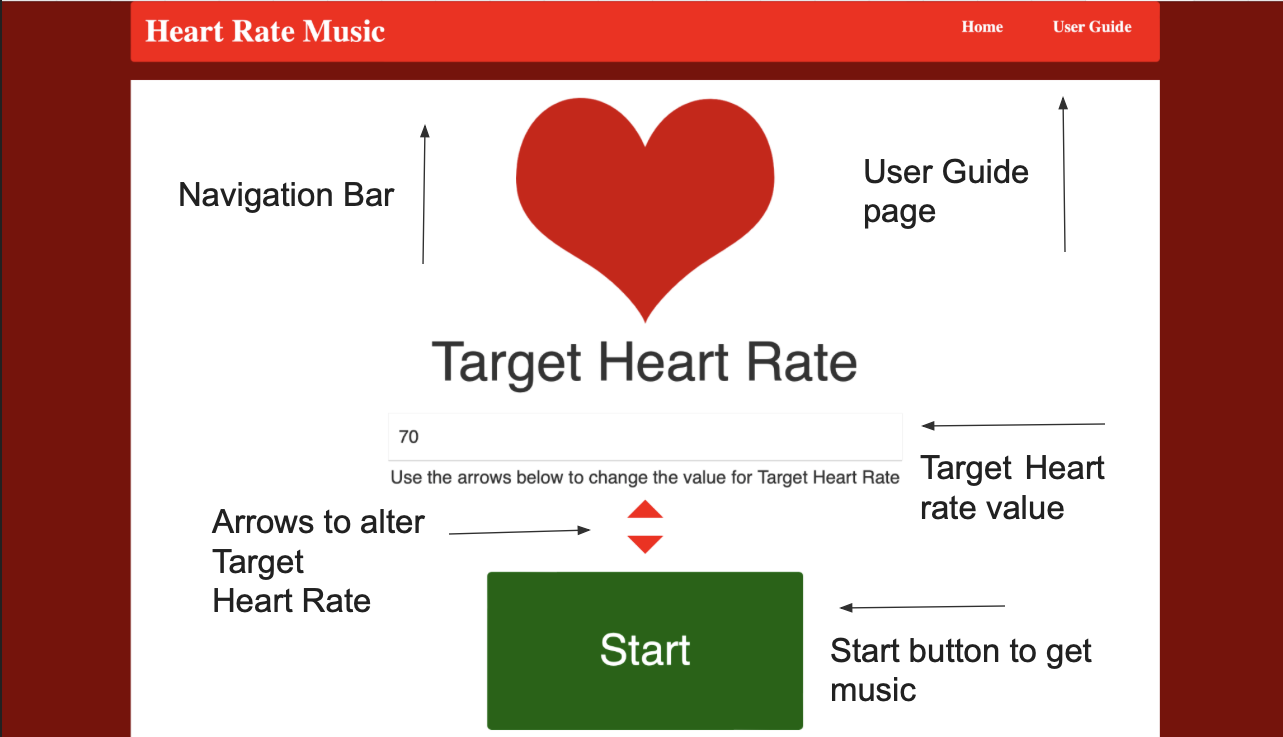 Heart Rate Music
Home
User Guide
Navigation Bar
User Guide
page
Target Heart Rate
70
Use the arrows below to change the value for Target Heart Rate
Target Heart
rate value
Arrows to alter
Target
Heart Rate
Start
Start button to get
music